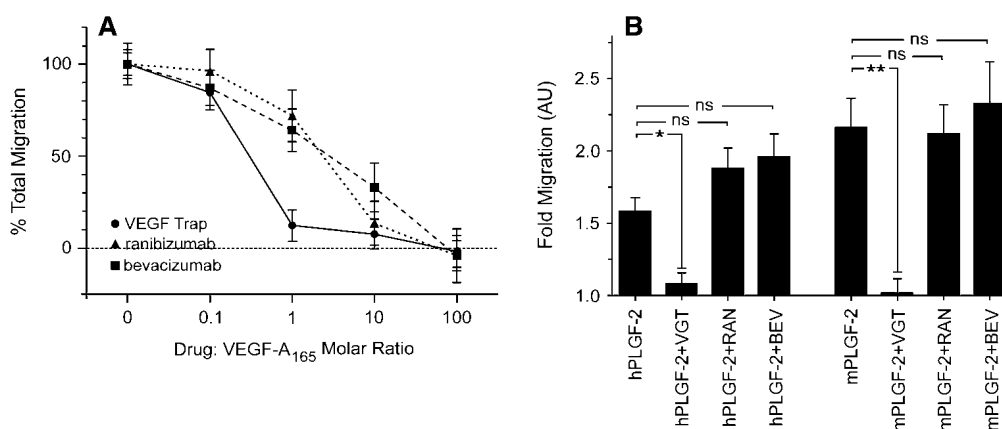 A
% Total Migration
100
50
0
VEGF Trap
ranibizumab
bevacizumab
0 0.1 1 10 100
Drug: VEGF-A165 Molar Ratio
B
Fold Migration (AU)
2.5
2.0
1.5
1.0
ns
ns
*
ns
ns
**
hPLGF-2
hPLGF-2+VGT
hPLGF-2+RAN
hPLGF-2+BEV
mPLGF-2
mPLGF-2+VGT
mPLGF-2+RAN
mPLGF-2+BEV